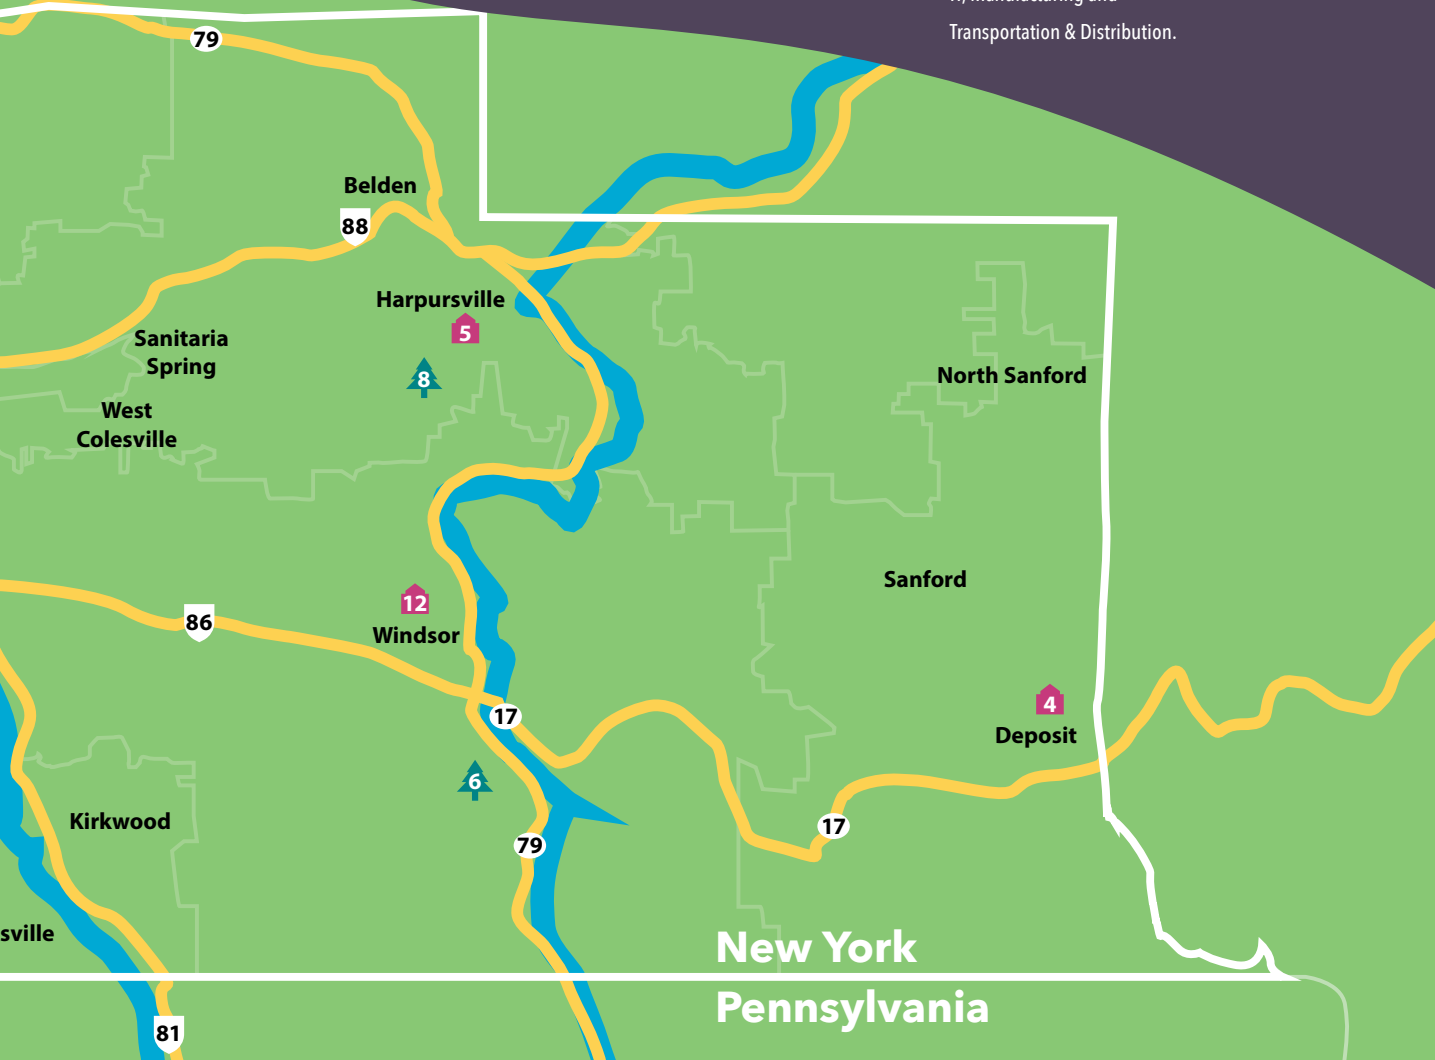 Transportation & Distribution.
79
Belden
88
Harpursville
5
Sanitaria
Spring
8
North Sanford
West
Colesville
Sanford
12
86
Windsor
4
17
Deposit
6
Kirkwood
17
79
sville
New York
Pennsylvania
81